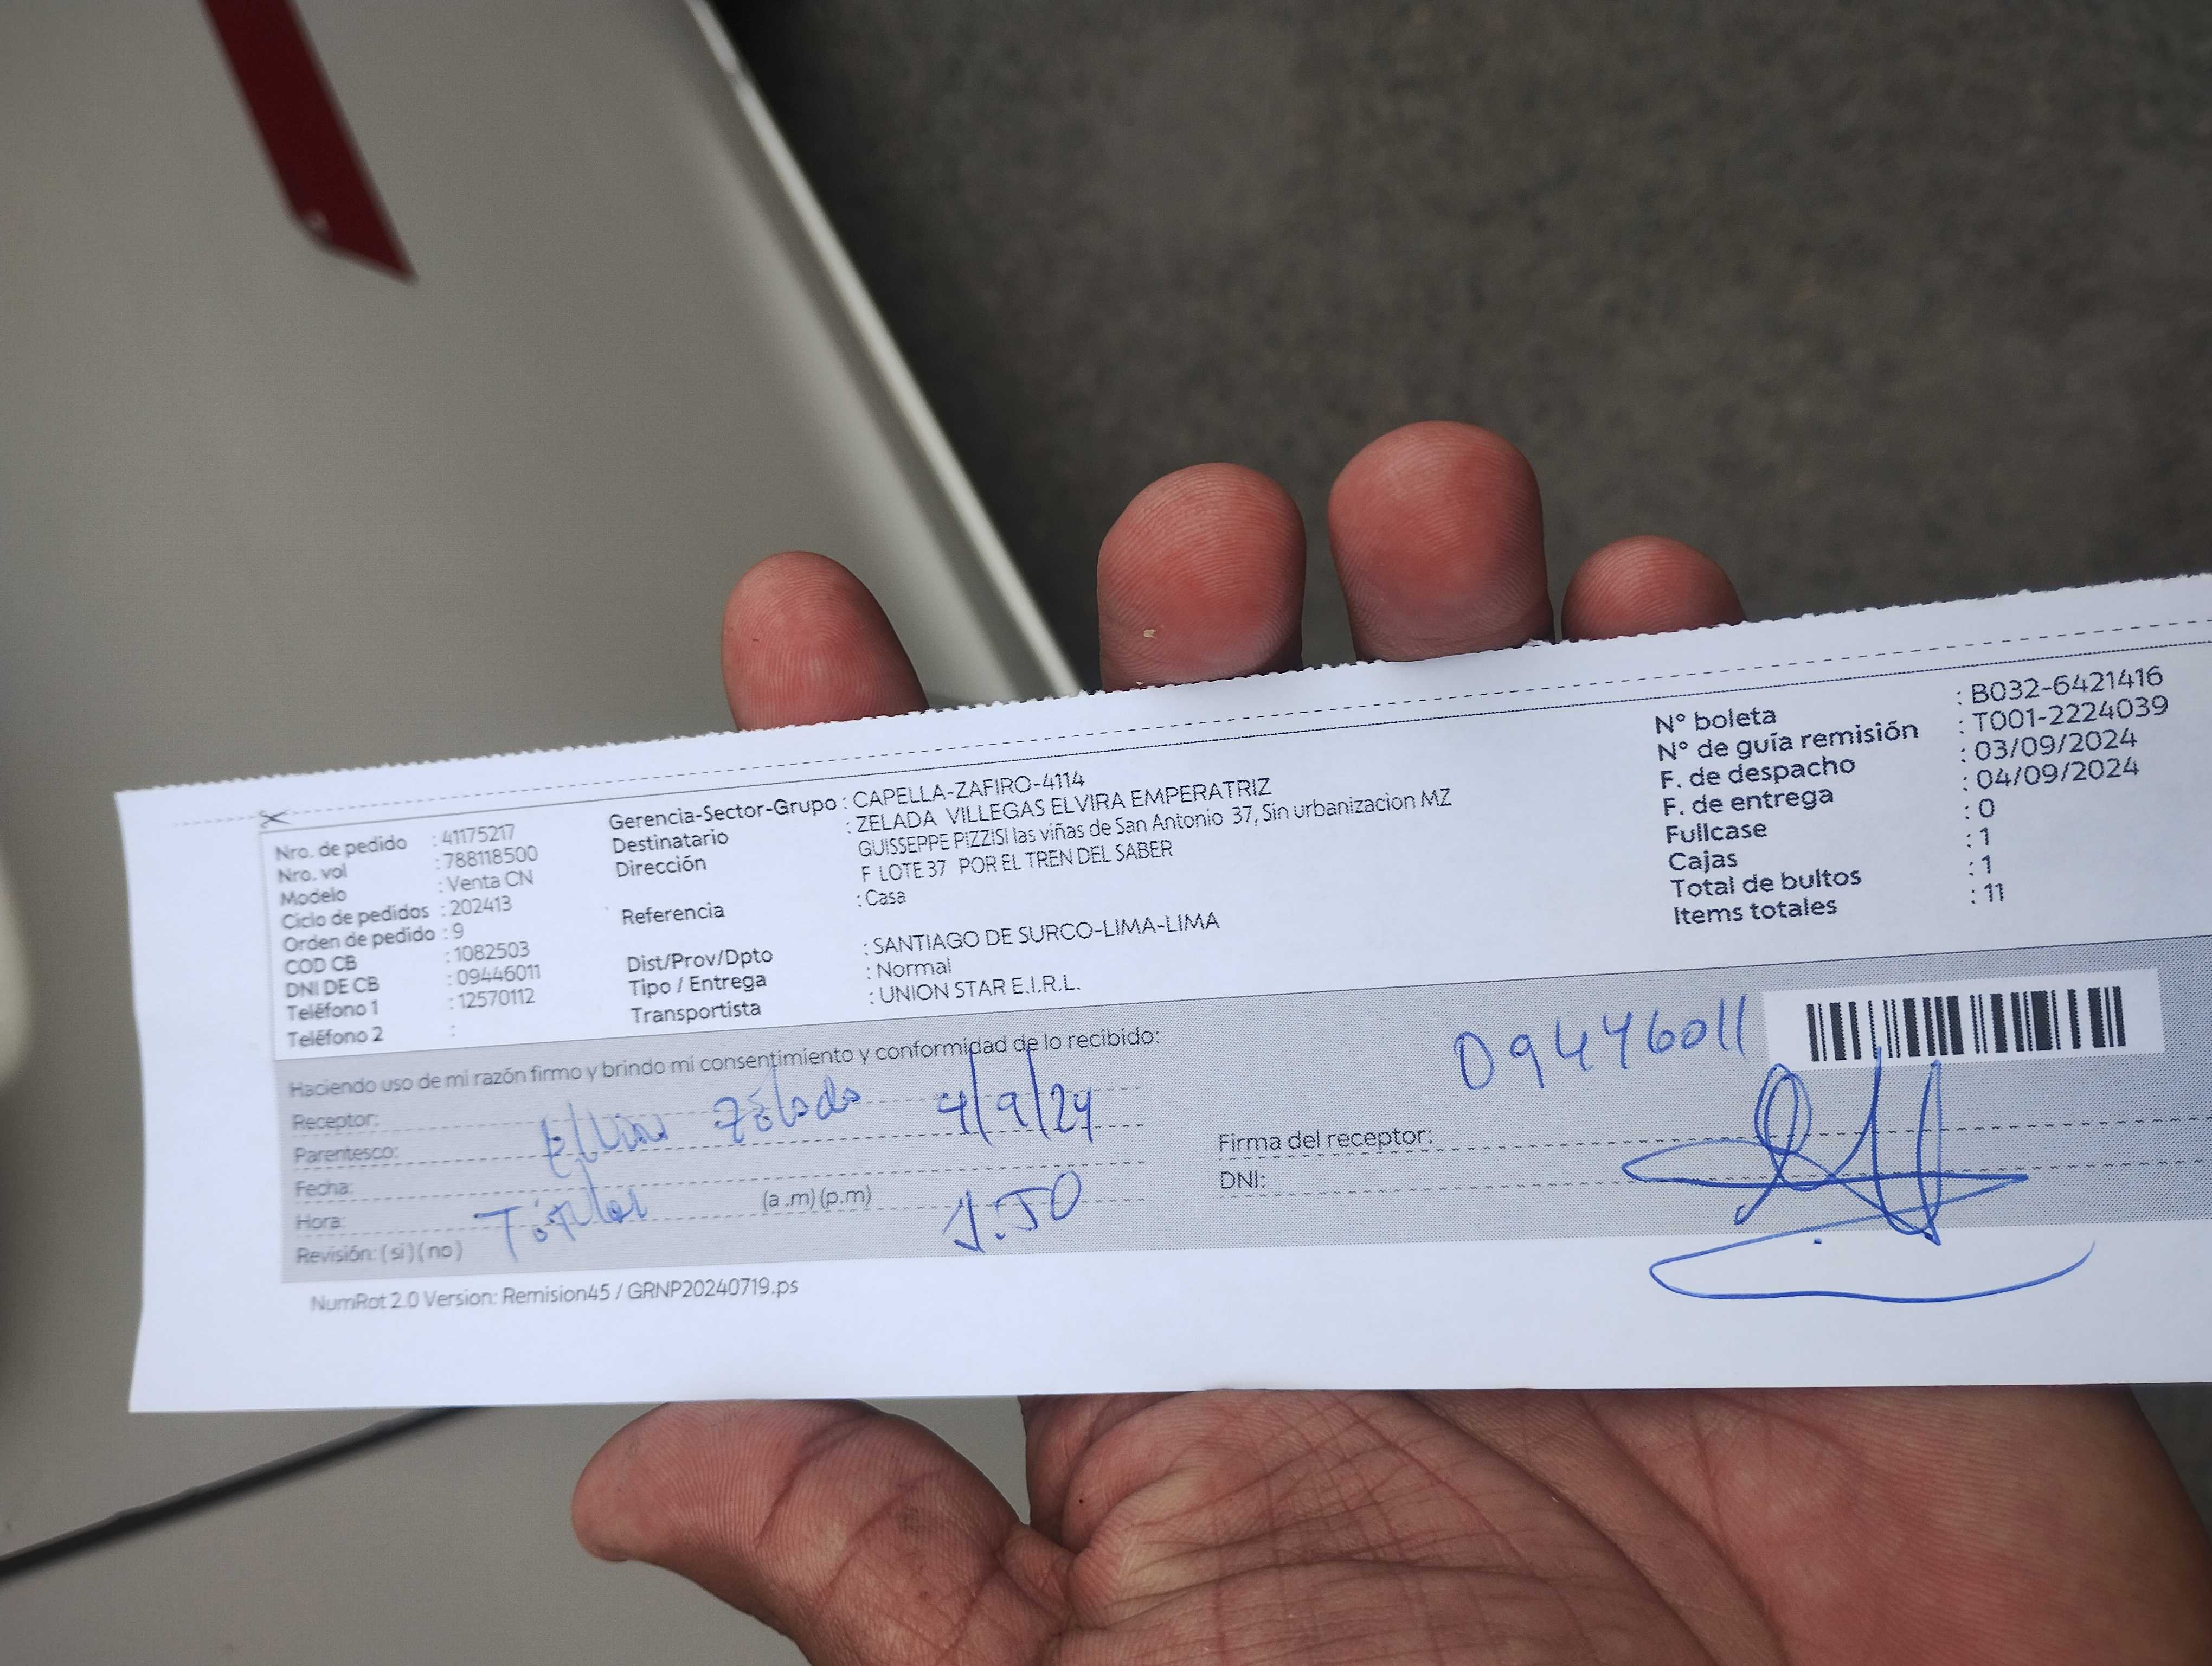 Nro. de pedido : 41175217
Nro. vol : 788118500
Modelo : Venta CN
Ciclo de pedidos : 202413
Orden de pedido : 9
COD CB : 1082503
DNI DE CB : 09446011
Teléfono 1 : 12570112
Teléfono 2 :
Gerencia-Sector-Grupo : CAPELLA-ZAFIRO-4114
Destinatario : ZELADA VILLEGAS ELVIRA EMPERATRIZ
Dirección GUISSEPPE PIZZISI las viñas de San Antonio 37, Sin urbanizacion MZ
F LOTE 37 POR EL TREN DEL SABER
Referencia : Casa
Dist/Prov/Dpto : SANTIAGO DE SURCO-LIMA-LIMA
Tipo / Entrega : Normal
Transportista : UNION STAR E.I.R.L.
N° boleta : B032-6421416
N° de guía remisión : T001-2224039
F. de despacho : 03/09/2024
F. de entrega : 04/09/2024
Fullcase : 0
Cajas : 1
Total de bultos : 1
Items totales : 11
Haciendo uso de mi razón firmo y brindo mi consentimiento y conformidad de lo recibido:
Receptor:
Zelada 4/9/24
Parentesco:
Fecha:
Hora: (a.m) (p.m)
Titular 1:50
Revisión: ( si ) ( no )
09446011
Firma del receptor:
DNI:
NumRot 2.0 Version: Remision45 / GRNP20240719.ps